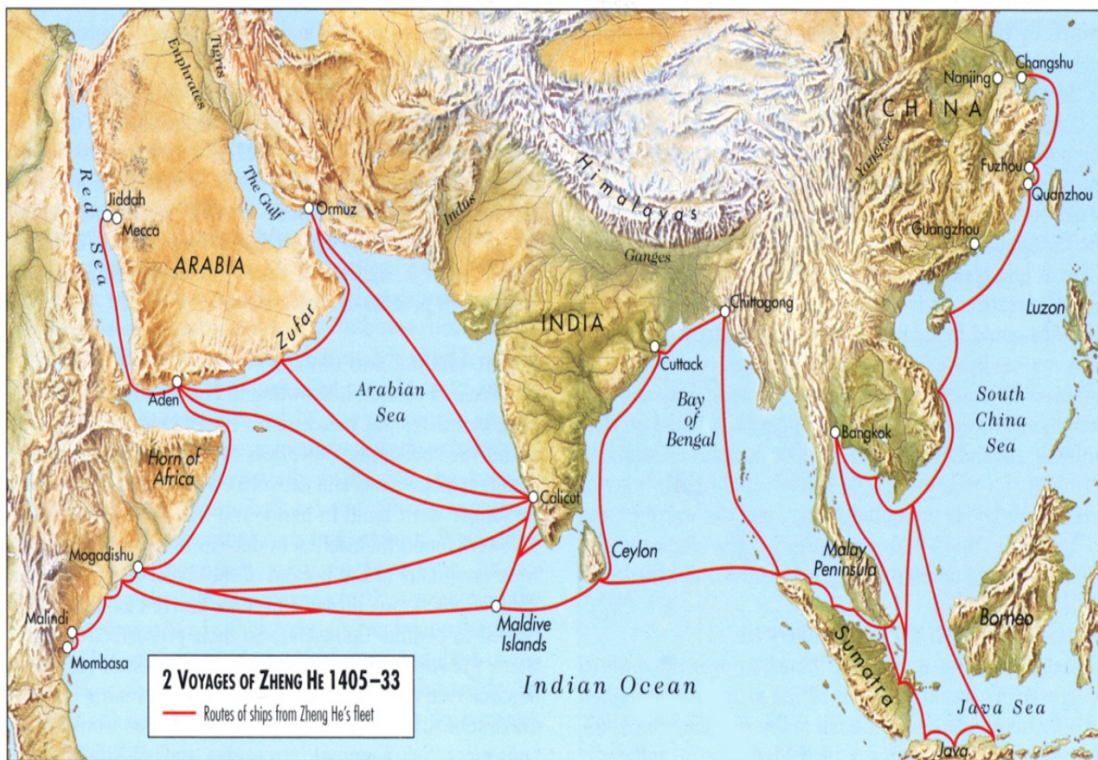 Nanjing
Changshu
CHINA
Yangtze
Fuzhou
Quanzhou
Guangzhou
Tigris
Euphrates
The Gulf
Ormuz
Indus
Himalayas
Ganges
Red Sea
Jiddah
Mecca
ARABIA
Zufar
Aden
Arabian
Sea
INDIA
Chittagong
Cuttack
Bay
of
Bengal
Luzon
South
China
Sea
Bangkok
Horn of
Africa
Calicut
Mogadishu
Ceylon
Malay
Peninsula
Malindi
Mombasa
Maldive
Islands
Borneo
Sumatra
Indian Ocean
Java Sea
Java
2 VOYAGES OF ZHENG HE 1405–33
Routes of ships from Zheng He's fleet